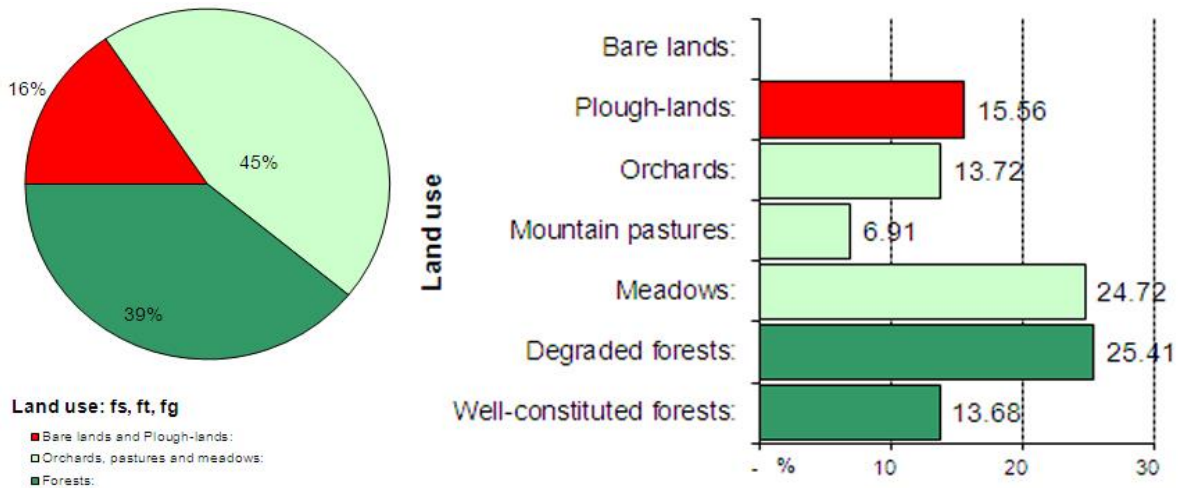 16%
45%
39%
Land use: fs, ft, fg
Bare lands and Plough-lands:
Orchards, pastures and meadows:
Forests:
Land use
Bare lands:
Plough-lands: 15.56
Orchards: 13.72
Mountain pastures: 6.91
Meadows: 24.72
Degraded forests: 25.41
Well-constituted forests: 13.68
- % 10 20 30